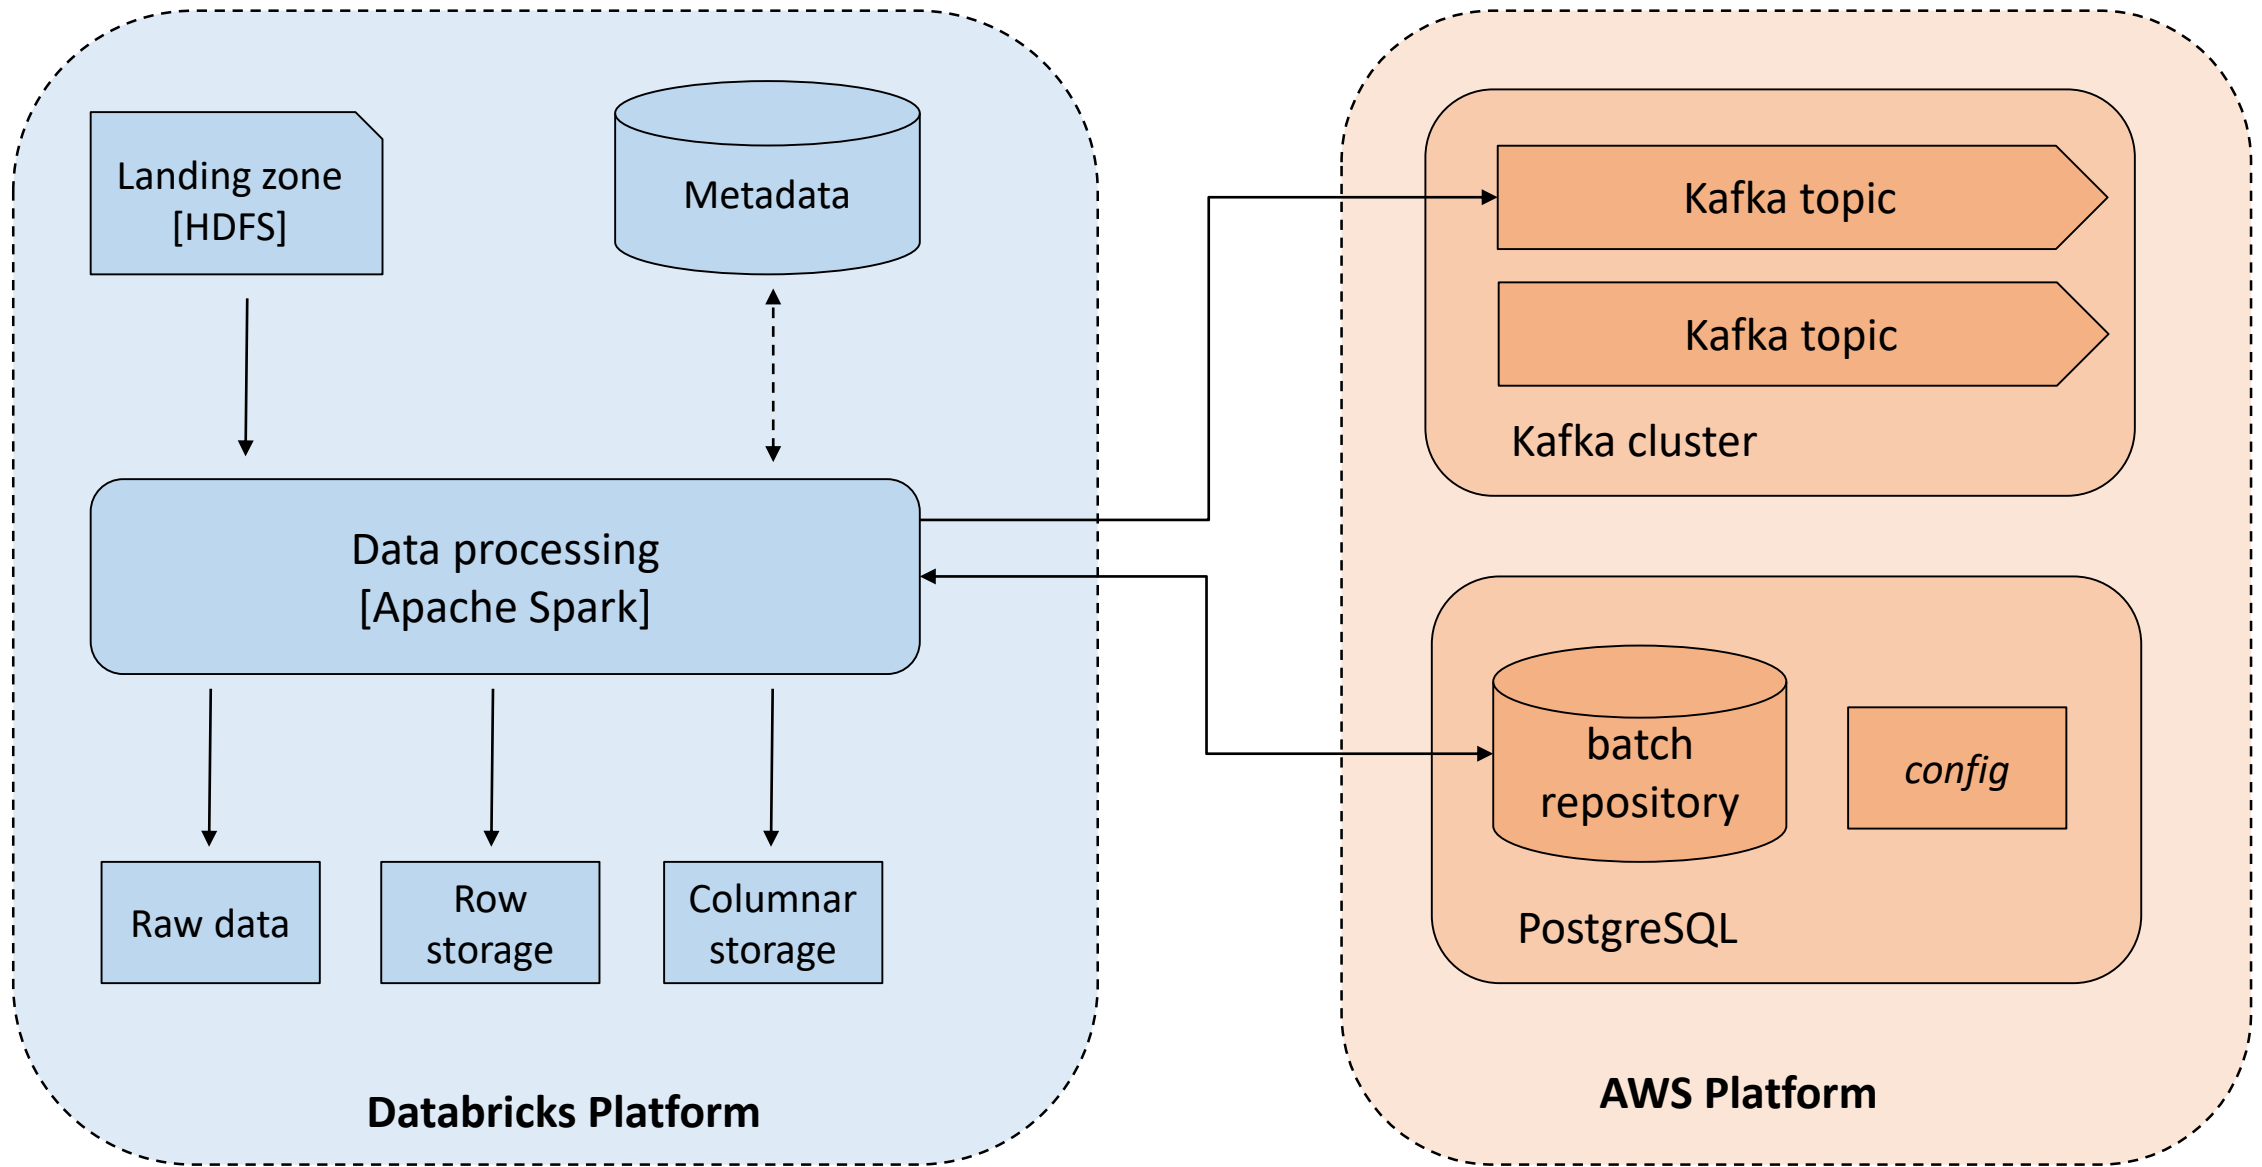 Landing zone
[HDFS]
Metadata
Data processing
[Apache Spark]
Raw data
Row
storage
Columnar
storage
Databricks Platform
Kafka topic
Kafka topic
Kafka cluster
batch
repository
config
PostgreSQL
AWS Platform